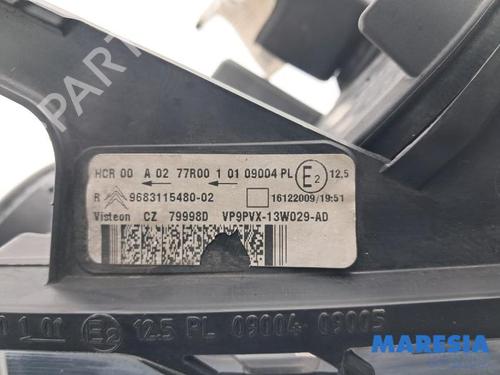 HCR 00 A 02 77R00 1 01 09004 PL E2 12,5
R 9683115480-02 16122009/19:51
Visteon CZ 79998D VP9PVX-13W029-AD
0 1 01 E2 12.5 PL 09004 09005
MARESIA